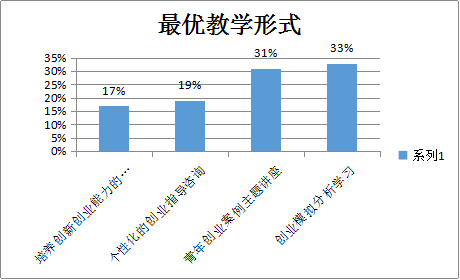 最优教学形式
35%
30%
25%
20%
15%
10%
5%
0%
17%
19%
31%
33%
培养创新创业能力的…
个性化的创业指导咨询
青年创业案例主题讲座
创业模拟分析学习
系列1